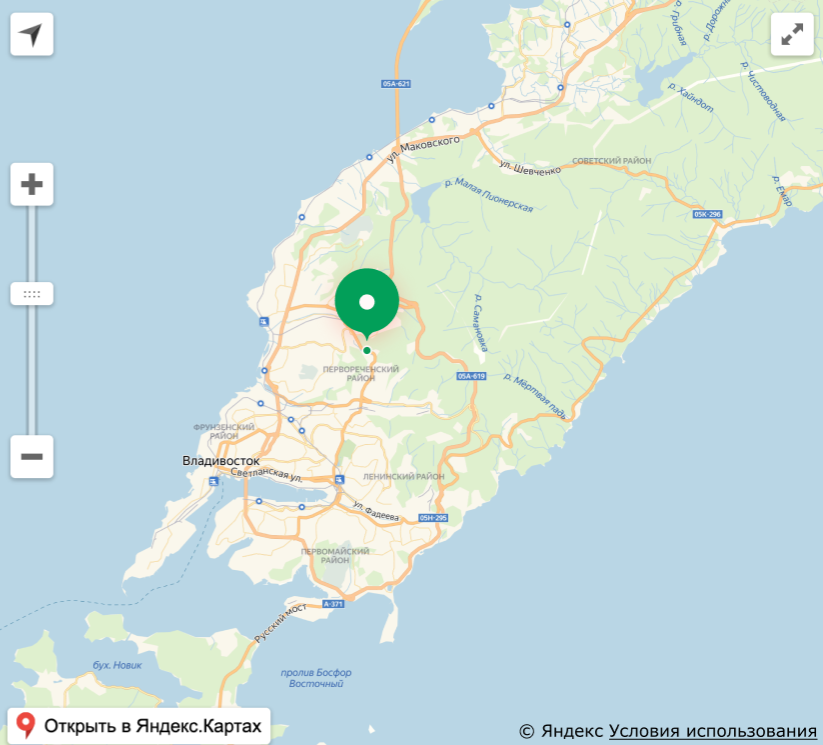 р. Грибная
р. Дорожная
р. Чистоводная
05А-621
р. Хайндот
ул. Маковского
ул. Шевченко
СОВЕТСКИЙ РАЙОН
р. Малая Пионерская
р. Емар
05К-296
р. Самановка
ПЕРВОРЕЧЕНСКИЙ
РАЙОН
05А-619
р. Мёртвая падь
ФРУНЗЕНСКИЙ
РАЙОН
Владивосток
Светланская ул.
ЛЕНИНСКИЙ РАЙОН
ул. Фадеева
05Н-295
ПЕРВОМАЙСКИЙ
РАЙОН
А-371
Русский мост
бух. Новик
пролив Босфор
Восточный
Открыть в Яндекс.Картах
© Яндекс Условия использования